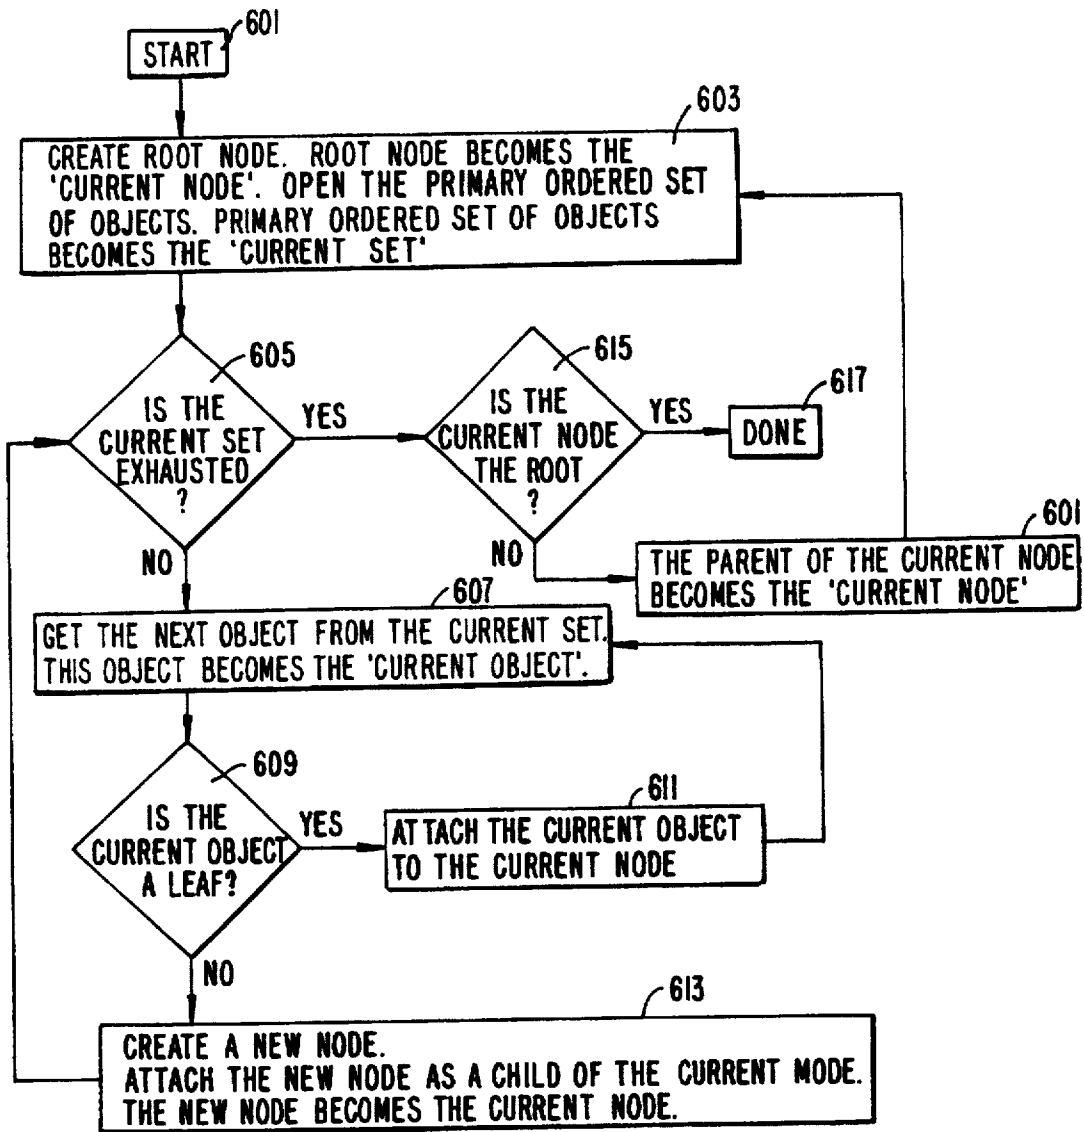 601
START
603
CREATE ROOT NODE. ROOT NODE BECOMES THE
'CURRENT NODE'. OPEN THE PRIMARY ORDERED SET
OF OBJECTS. PRIMARY ORDERED SET OF OBJECTS
BECOMES THE 'CURRENT SET'
605
IS THE
CURRENT SET
EXHAUSTED
?
YES
NO
615
IS THE
CURRENT NODE
THE ROOT
?
YES
NO
617
DONE
601
THE PARENT OF THE CURRENT NODE
BECOMES THE 'CURRENT NODE'
607
GET THE NEXT OBJECT FROM THE CURRENT SET.
THIS OBJECT BECOMES THE 'CURRENT OBJECT'.
609
IS THE
CURRENT OBJECT
A LEAF?
YES
NO
611
ATTACH THE CURRENT OBJECT
TO THE CURRENT NODE
613
CREATE A NEW NODE.
ATTACH THE NEW NODE AS A CHILD OF THE CURRENT MODE.
THE NEW NODE BECOMES THE CURRENT NODE.